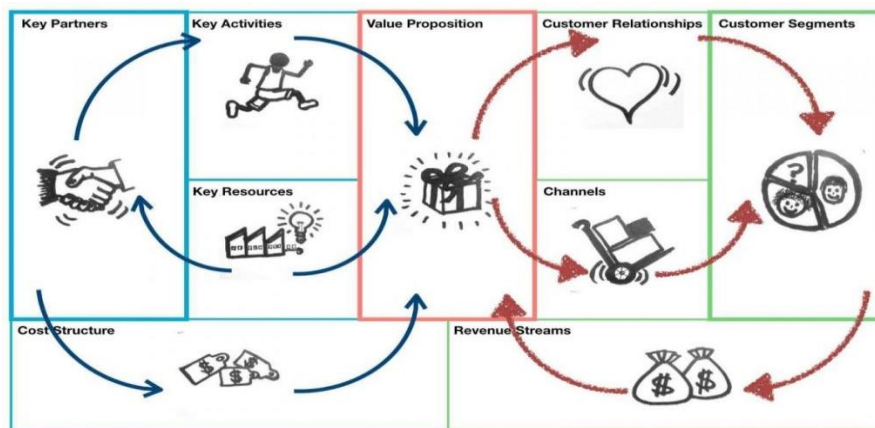 Key Partners
Key Activities
Value Proposition
Customer Relationships
Customer Segments
Key Resources
Channels
?
Cost Structure
Revenue Streams
$
$
$
$
$